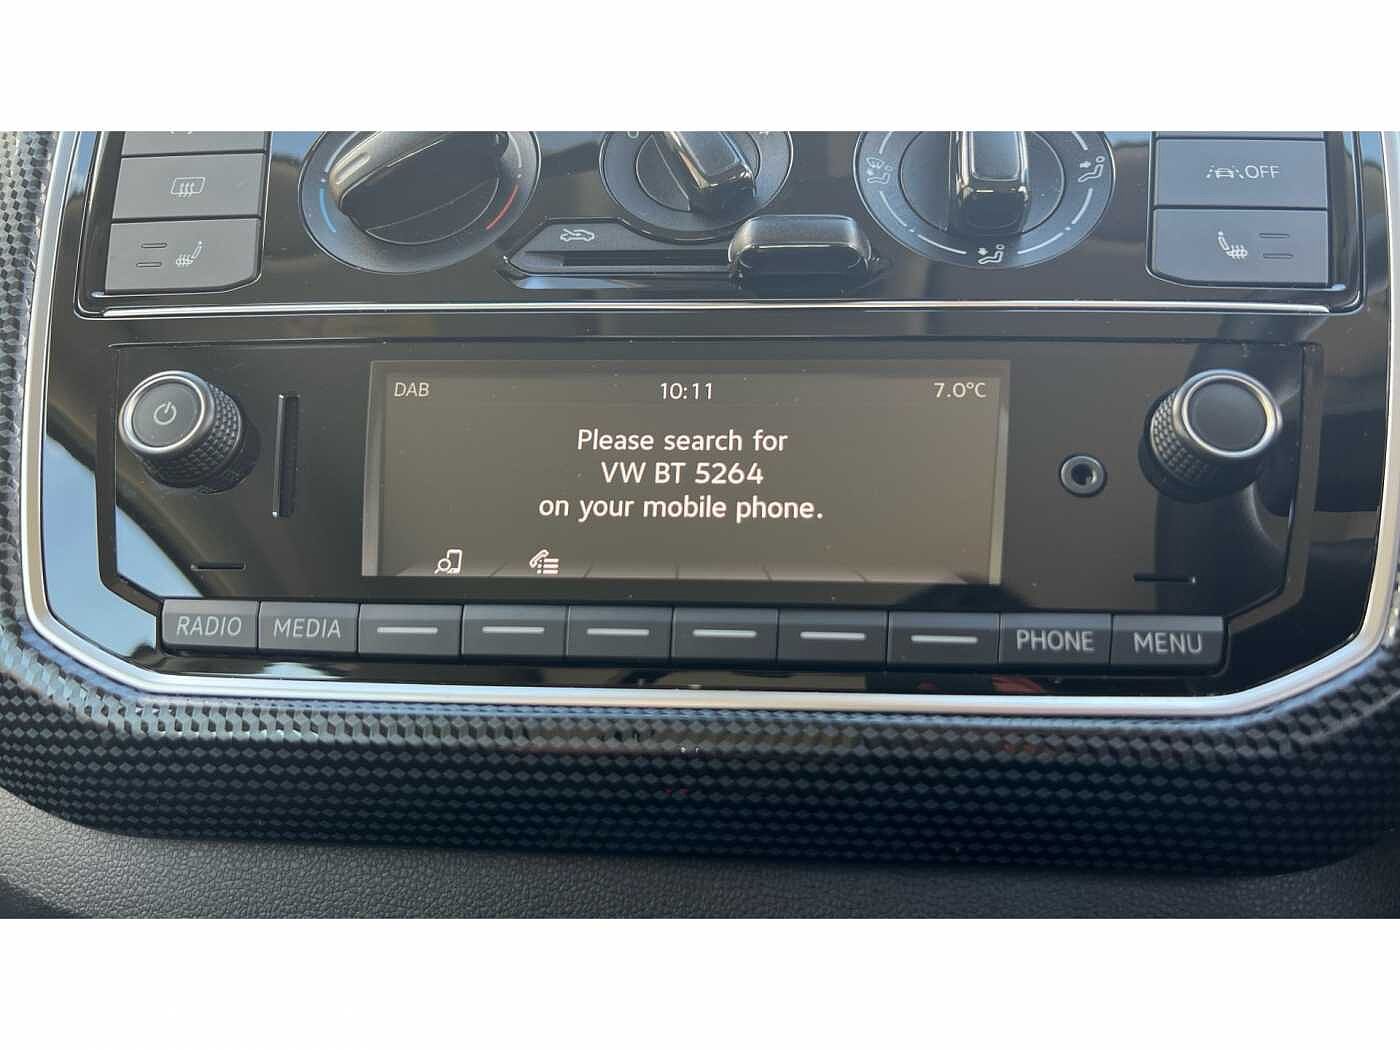 OFF
DAB 10:11 7.0°C
Please search for
VW BT 5264
on your mobile phone.
RADIO MEDIA PHONE MENU